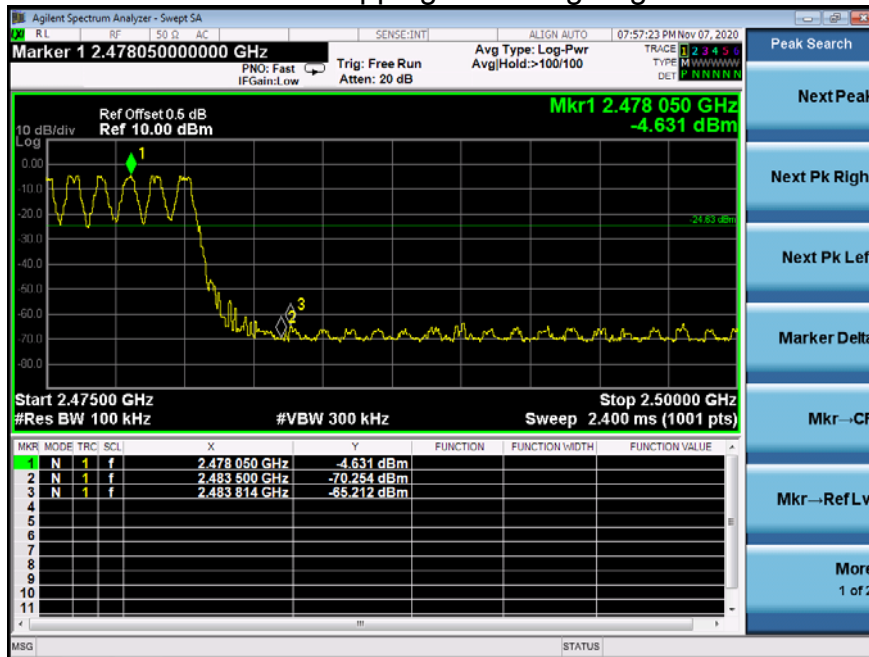 Agilent Spectrum Analyzer - Swept SA
RL RF 50 Ω AC SENSE:INT ALIGN AUTO 07:57:23 PM Nov 07, 2020
Marker 1 2.478050000000 GHz
PNO: Fast
IFGain:Low
Trig: Free Run
Atten: 20 dB
Avg Type: Log-Pwr
Avg|Hold:>100/100
TRACE 1 2 3 4 5 6
TYPE M W W W W W
DET P N N N N N
Peak Search
Mkr1 2.478 050 GHz
-4.631 dBm
Ref Offset 0.5 dB
10 dB/div Ref 10.00 dBm
Log
1
0.00
-10.0
-20.0
-24.63 dBm
-30.0
-40.0
-50.0
-60.0
3
2
-70.0
-80.0
Start 2.47500 GHz Stop 2.50000 GHz
#Res BW 100 kHz #VBW 300 kHz Sweep 2.400 ms (1001 pts)
MKR MODE TRC SCL X Y FUNCTION FUNCTION WIDTH FUNCTION VALUE
1 N 1 f 2.478 050 GHz -4.631 dBm
2 N 1 f 2.483 500 GHz -70.254 dBm
3 N 1 f 2.483 814 GHz -65.212 dBm
4
5
6
7
8
9
10
11
Next Peak
Next Pk Righ
Next Pk Lef
Marker Delta
Mkr→CF
Mkr→Ref Lv
More
1 of 2
MSG STATUS